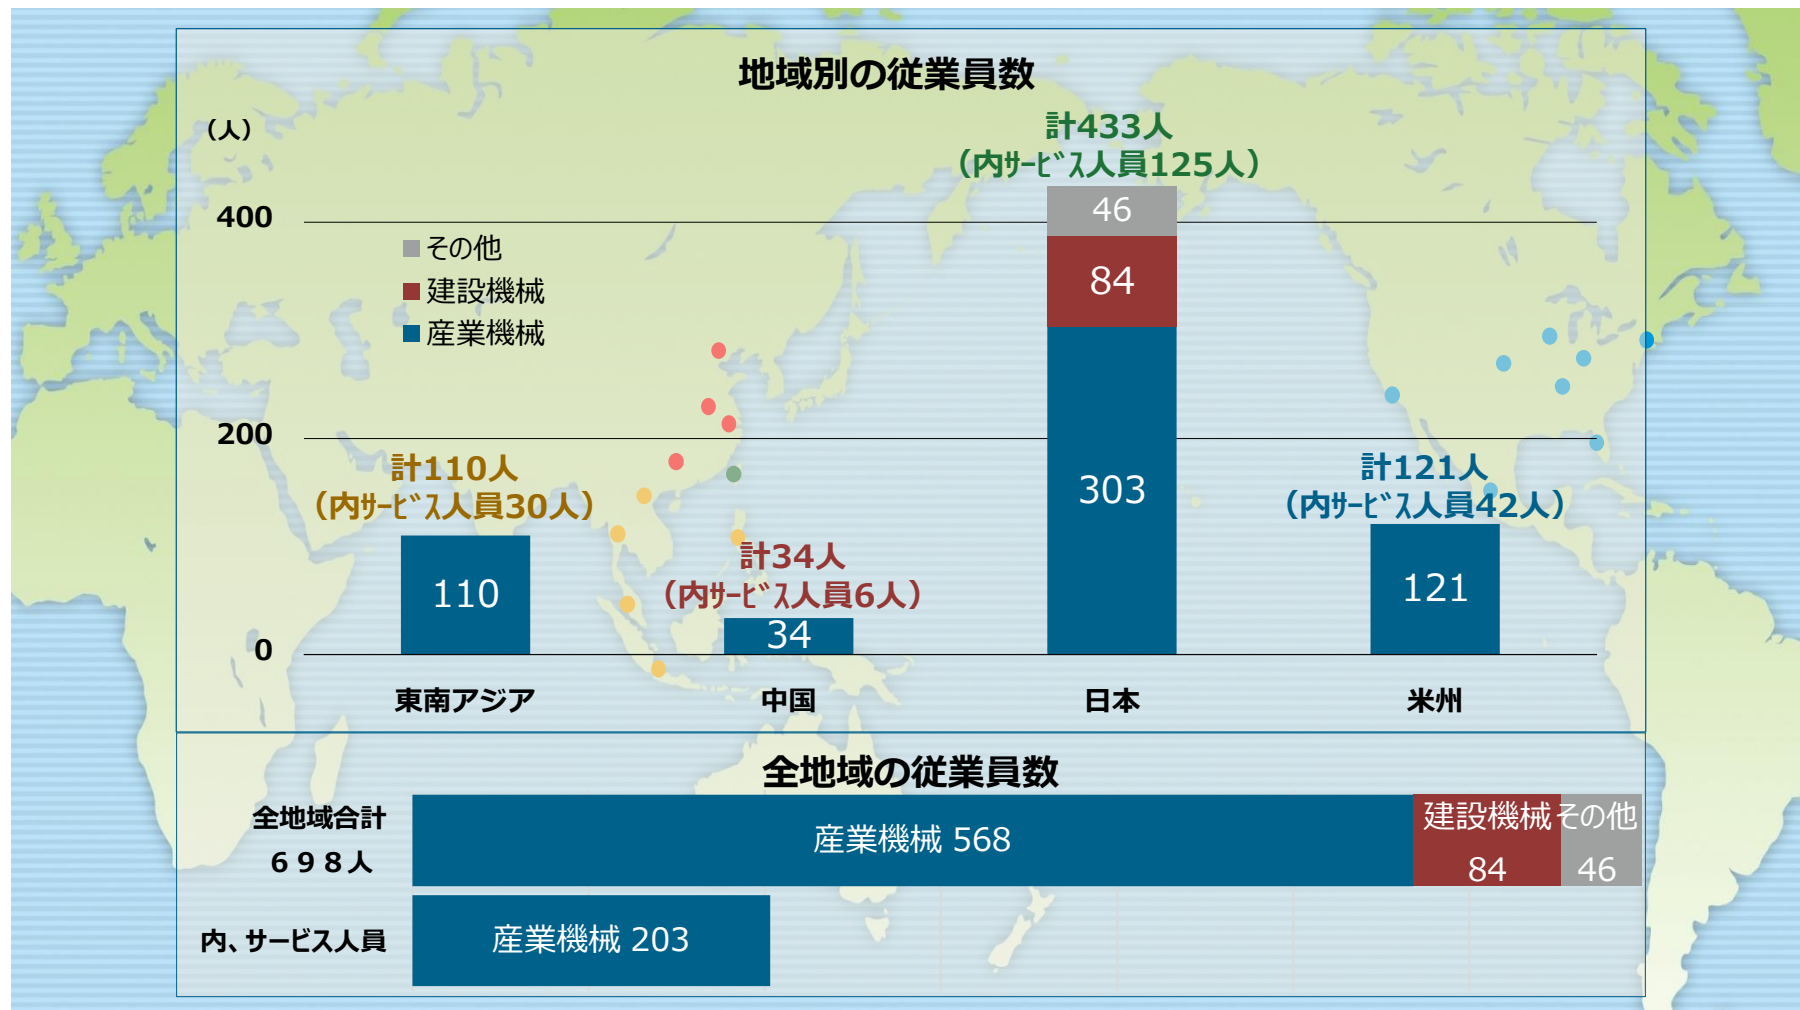 地域別の従業員数
（人）
計433人
（内ｻｰﾋﾞｽ人員125人）
400
46
その他
建設機械
84
産業機械
200
計110人
（内ｻｰﾋﾞｽ人員30人）
303
計121人
（内ｻｰﾋﾞｽ人員42人）
計34人
（内ｻｰﾋﾞｽ人員6人）
110
34
121
0
東南アジア
中国
日本
米州
全地域の従業員数
全地域合計
６９８人
産業機械 568
建設機械
84
その他
46
内、サービス人員
産業機械 203